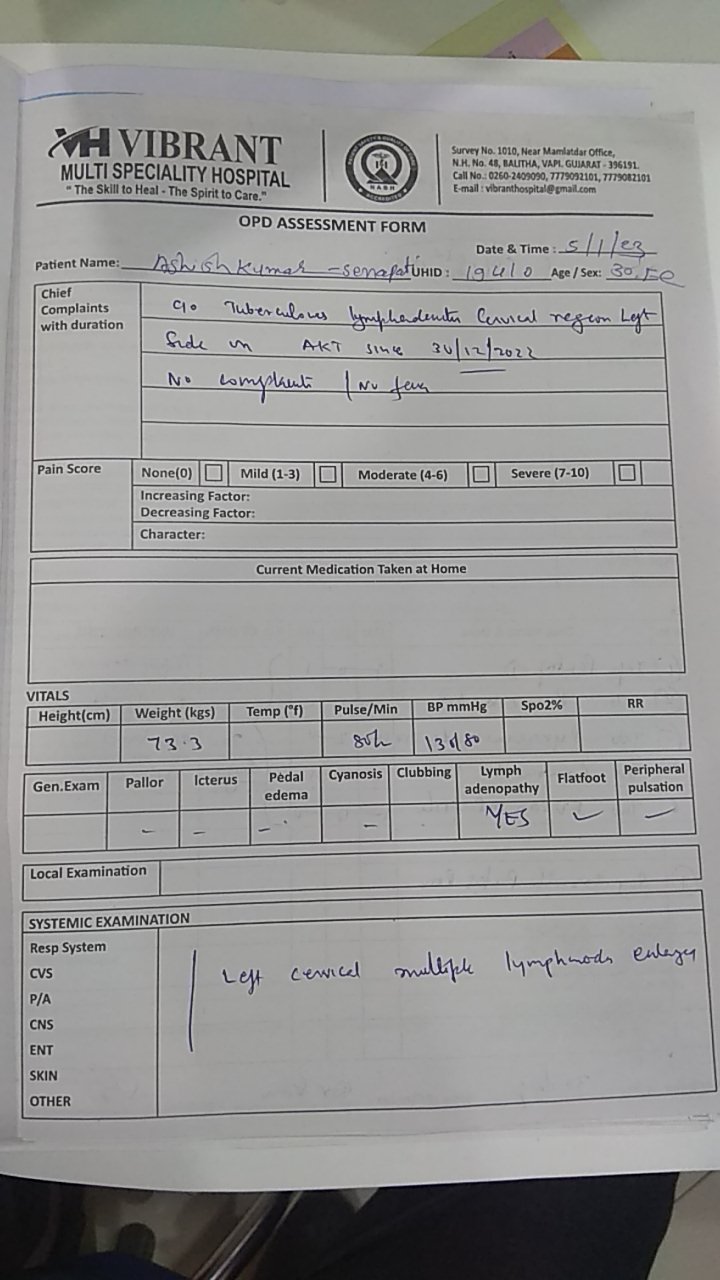 VH VIBRANT
MULTI SPECIALITY HOSPITAL
"The Skill to Heal - The Spirit to Care."
NABH
ACCREDITED
Survey No. 1010, Near Mamlatdar Office,
N.H. No. 48, BALITHA, VAPI. GUJARAT - 396191.
Call No.: 0260-2409090, 7779092101, 7779082101
E-mail : vibranthospital@gmail.com
OPD ASSESSMENT FORM
Date & Time : 5/1/23
Patient Name: Ashishkumar senapati UHID : 19410 Age / Sex: 30
Chief Complaints with duration
c/o Tuberculous lymphadenitis Cervical region Left
Side on AKT since 30/12/2022
No complaints / No fever
Pain Score None(0) Mild (1-3) Moderate (4-6) Severe (7-10)
Increasing Factor:
Decreasing Factor:
Character:
Current Medication Taken at Home
VITALS
Height(cm) Weight (kgs) Temp (°f) Pulse/Min BP mmHg Spo2% RR
73.3 80 130/80
Gen.Exam Pallor Icterus Pedal edema Cyanosis Clubbing Lymph adenopathy Flatfoot Peripheral pulsation
- - - - YES
Local Examination
SYSTEMIC EXAMINATION
Resp System
CVS
Left cervical multiple lymphnods enlarge
P/A
CNS
ENT
SKIN
OTHER